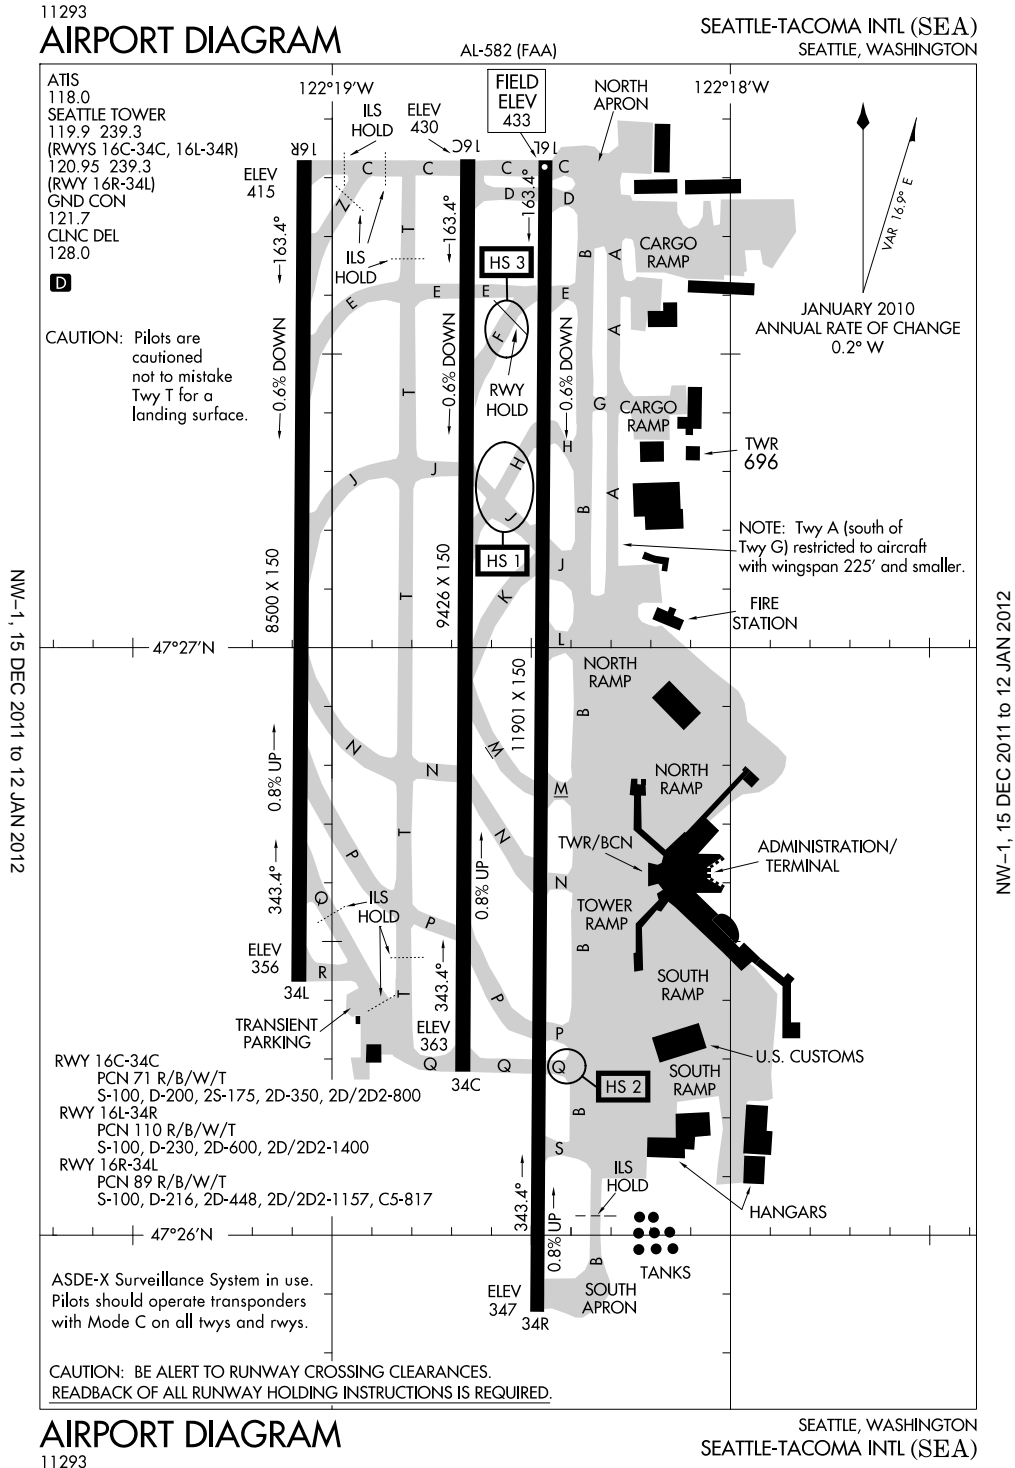 11293
AIRPORT DIAGRAM
AL-582 (FAA)
SEATTLE-TACOMA INTL (SEA)
SEATTLE, WASHINGTON
ATIS
118.0
SEATTLE TOWER
119.9 239.3
(RWYS 16C-34C, 16L-34R)
120.95 239.3
(RWY 16R-34L)
GND CON
121.7
CLNC DEL
128.0
D
CAUTION: Pilots are
cautioned
not to mistake
Twy T for a
landing surface.
122°19'W
122°18'W
ILS
HOLD
ELEV
430
FIELD
ELEV
433
NORTH
APRON
16R
16C
16L
ELEV
415
C
C
C
C
D
D
Z
T
163.4°
163.4°
163.4°
ILS
HOLD
HS 3
B
A
CARGO
RAMP
VAR 16.9° E
JANUARY 2010
ANNUAL RATE OF CHANGE
0.2° W
E
E
E
E
F
A
0.6% DOWN
0.6% DOWN
0.6% DOWN
RWY
HOLD
T
G
CARGO
RAMP
TWR
696
H
H
J
J
J
B
A
HS 1
J
NOTE: Twy A (south of
Twy G) restricted to aircraft
with wingspan 225' and smaller.
8500 X 150
9426 X 150
T
K
FIRE
STATION
L
47°27'N
NORTH
RAMP
11901 X 150
B
M
N
N
NORTH
RAMP
M
0.8% UP
T
N
P
TWR/BCN
ADMINISTRATION/
TERMINAL
343.4°
0.8% UP
N
Q
ILS
HOLD
P
TOWER
RAMP
B
ELEV
356
R
34L
343.4°
T
P
SOUTH
RAMP
TRANSIENT
PARKING
ELEV
363
P
U.S. CUSTOMS
Q
Q
Q
34C
HS 2
SOUTH
RAMP
B
RWY 16C-34C
PCN 71 R/B/W/T
S-100, D-200, 2S-175, 2D-350, 2D/2D2-800
RWY 16L-34R
PCN 110 R/B/W/T
S-100, D-230, 2D-600, 2D/2D2-1400
RWY 16R-34L
PCN 89 R/B/W/T
S-100, D-216, 2D-448, 2D/2D2-1157, C5-817
S
ILS
HOLD
HANGARS
343.4°
0.8% UP
47°26'N
B
TANKS
ASDE-X Surveillance System in use.
Pilots should operate transponders
with Mode C on all twys and rwys.
ELEV
347
34R
SOUTH
APRON
CAUTION: BE ALERT TO RUNWAY CROSSING CLEARANCES.
READBACK OF ALL RUNWAY HOLDING INSTRUCTIONS IS REQUIRED.
AIRPORT DIAGRAM
11293
SEATTLE, WASHINGTON
SEATTLE-TACOMA INTL (SEA)
NW-1, 15 DEC 2011 to 12 JAN 2012
NW-1, 15 DEC 2011 to 12 JAN 2012